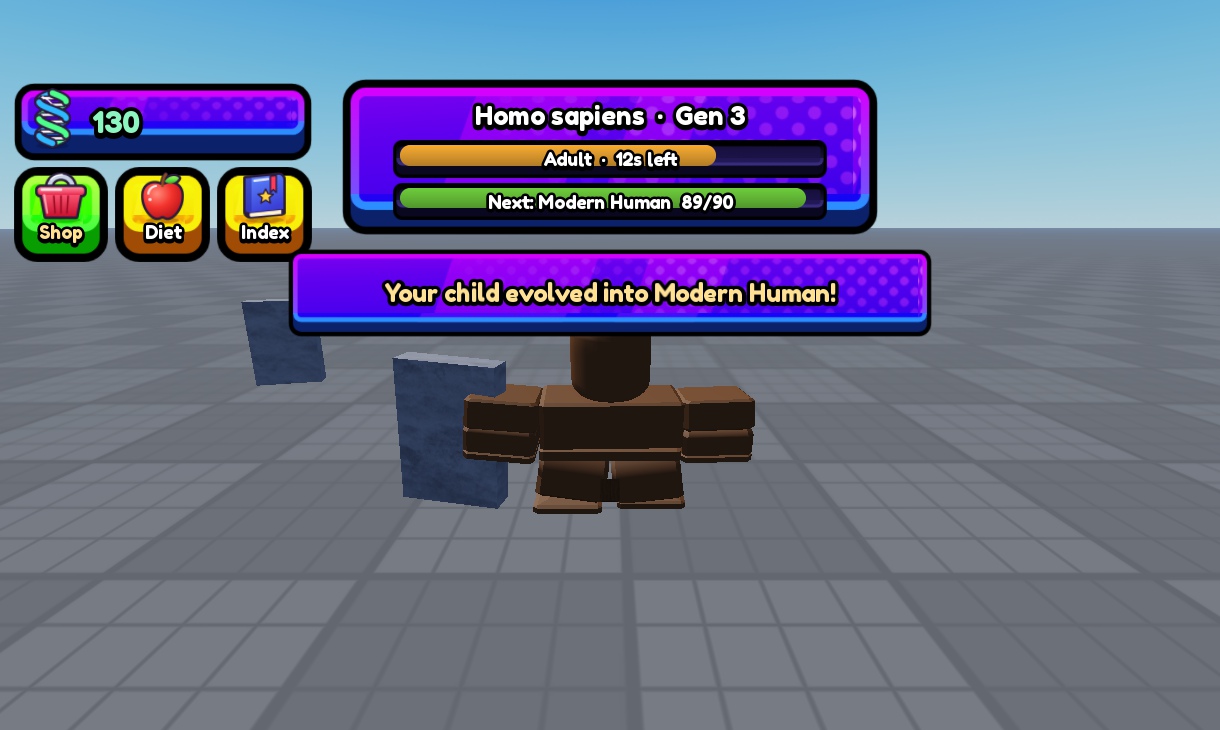 130
Shop
Diet
Index
Homo sapiens · Gen 3
Adult · 12s left
Next: Modern Human 89/90
Your child evolved into Modern Human!